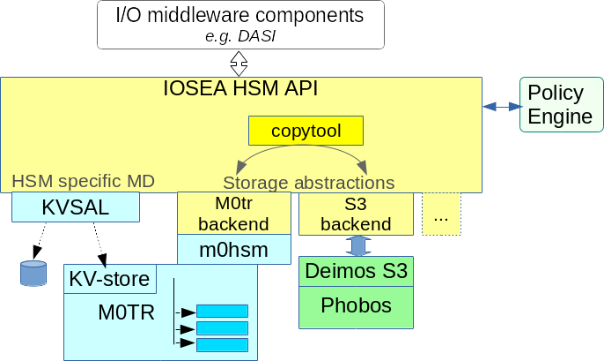 I/O middleware components
e.g. DASI
IOSEA HSM API
Policy
Engine
copytool
HSM specific MD
Storage abstractions
KVSAL
M0tr
backend
S3
backend
...
m0hsm
KV-store
M0TR
Deimos S3
Phobos